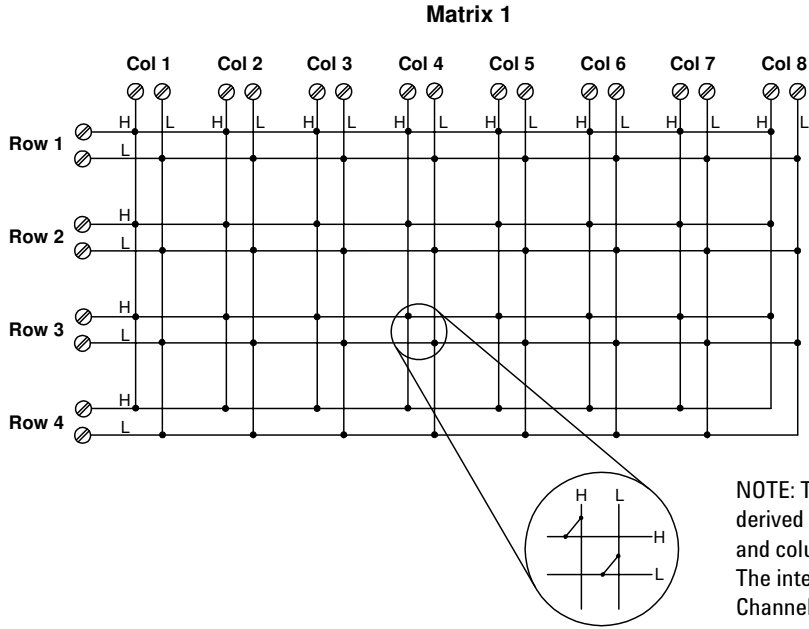 Matrix 1
Col 1 Col 2 Col 3 Col 4 Col 5 Col 6 Col 7 Col 8
H L H L H L H L H L H L H L H L
Row 1
L
H
Row 2
L
H
Row 3
L
H
Row 4
L
H L
H
L
NOTE: T
derived
and colu
The inte
Channel